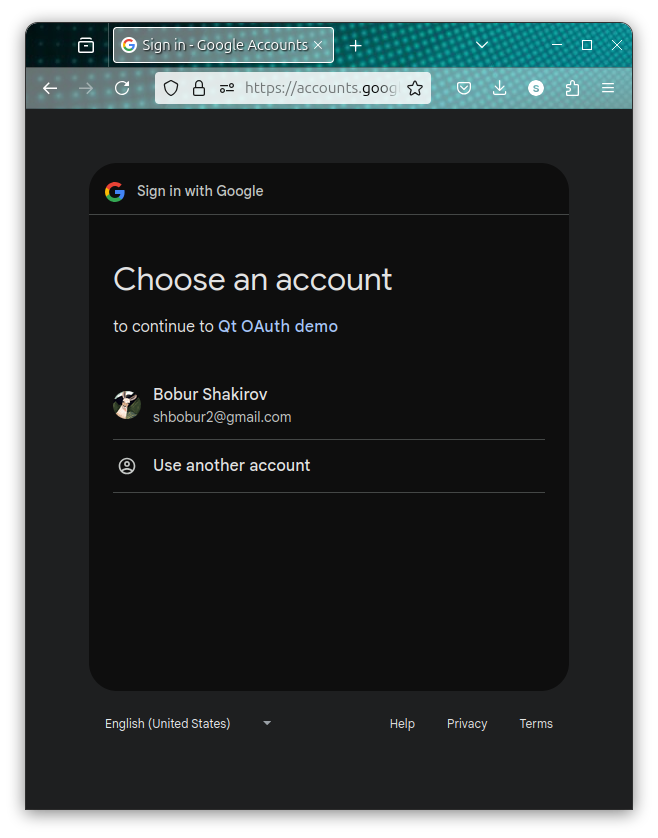 Sign in - Google Accounts
https://accounts.goog
S
Sign in with Google
Choose an account
to continue to Qt OAuth demo
Bobur Shakirov
shbobur2@gmail.com
Use another account
English (United States)
Help Privacy Terms